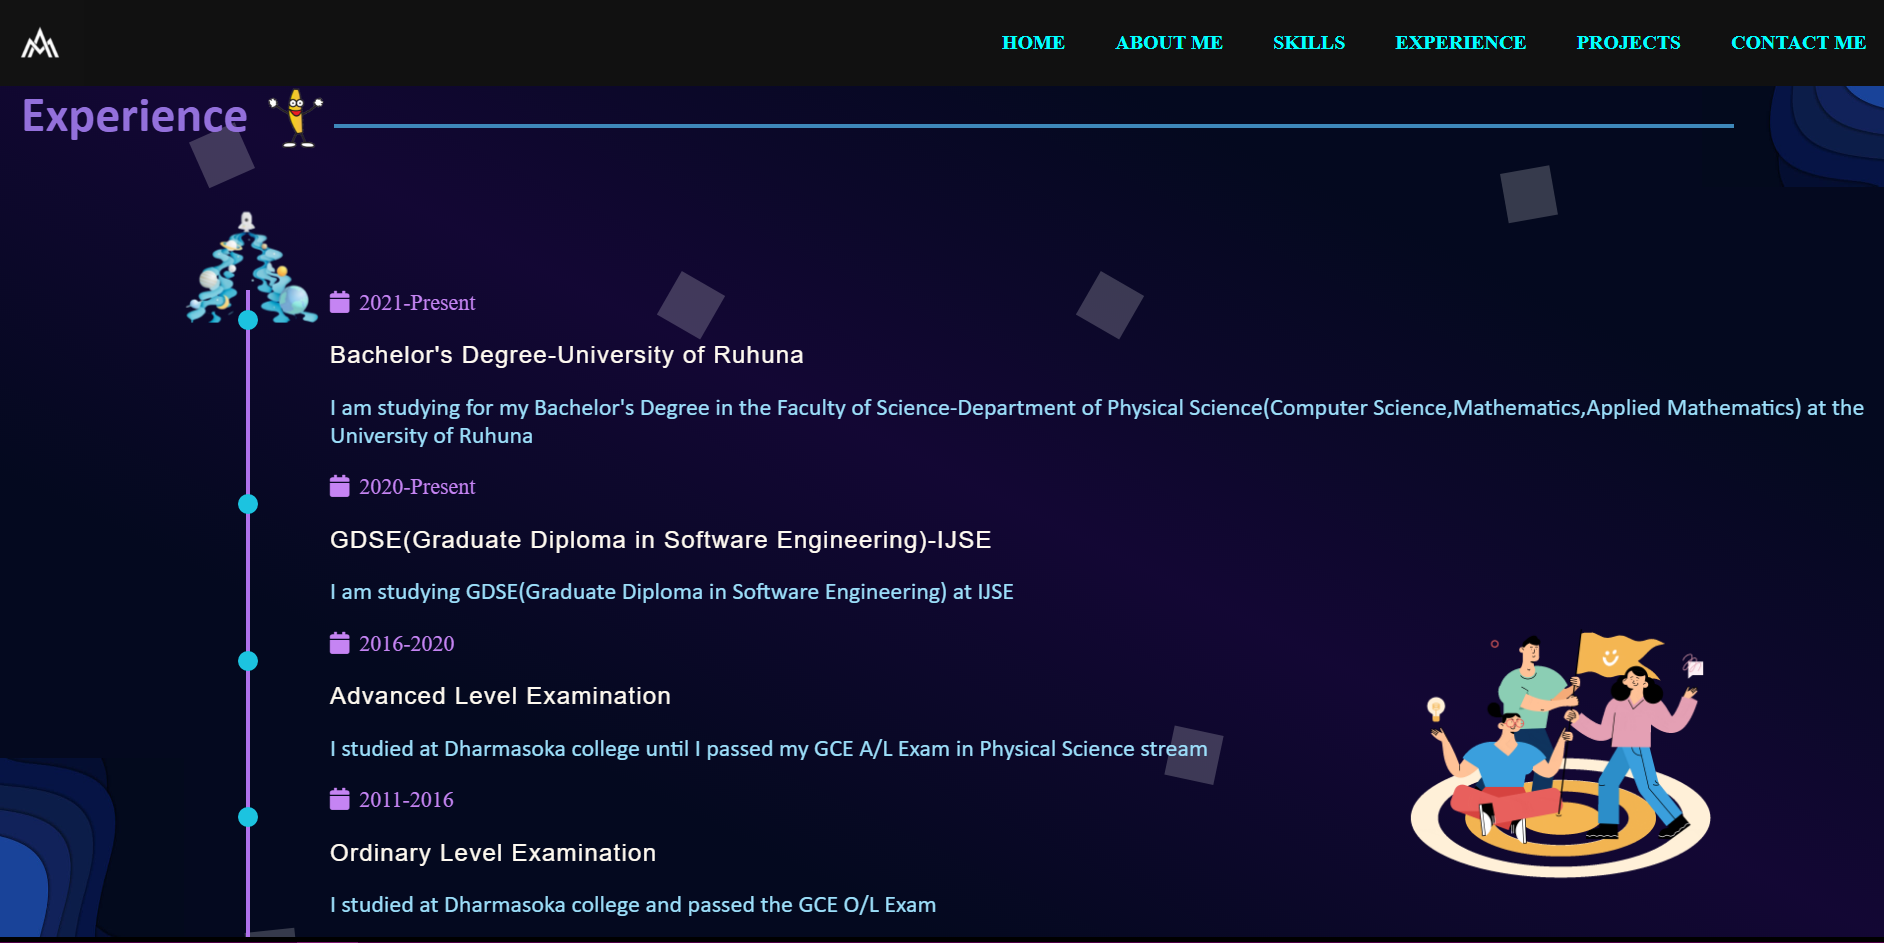 HOME ABOUT ME SKILLS EXPERIENCE PROJECTS CONTACT ME
Experience
2021-Present
Bachelor's Degree-University of Ruhuna
I am studying for my Bachelor's Degree in the Faculty of Science-Department of Physical Science(Computer Science,Mathematics,Applied Mathematics) at the
University of Ruhuna
2020-Present
GDSE(Graduate Diploma in Software Engineering)-IJSE
I am studying GDSE(Graduate Diploma in Software Engineering) at IJSE
2016-2020
Advanced Level Examination
I studied at Dharmasoka college until I passed my GCE A/L Exam in Physical Science stream
2011-2016
Ordinary Level Examination
I studied at Dharmasoka college and passed the GCE O/L Exam